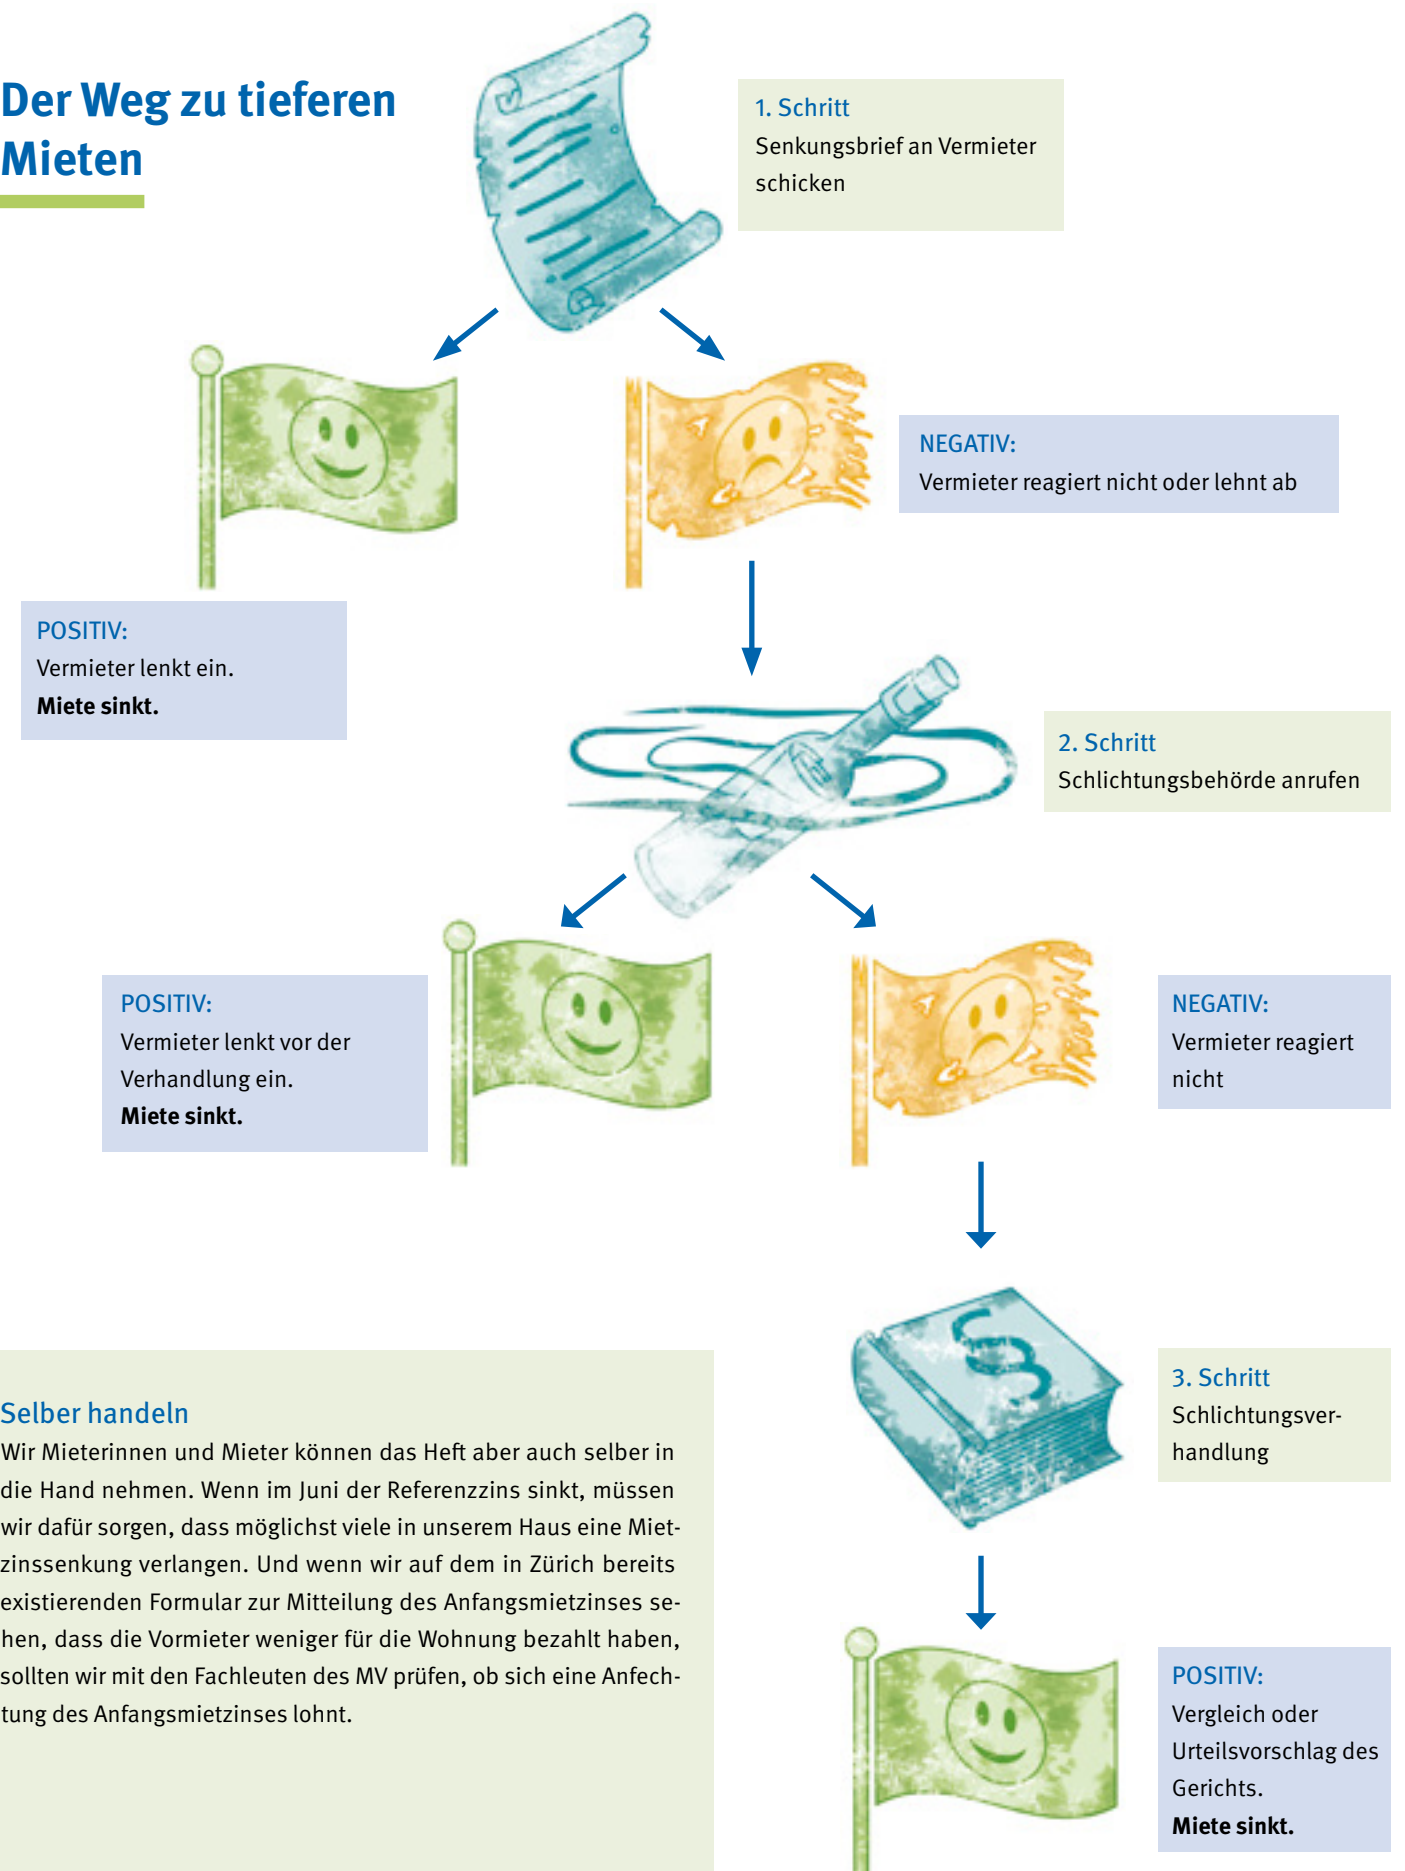 Der Weg zu tieferen
Mieten
1. Schritt
Senkungsbrief an Vermieter
schicken
NEGATIV:
Vermieter reagiert nicht oder lehnt ab
POSITIV:
Vermieter lenkt ein.
Miete sinkt.
2. Schritt
Schlichtungsbehörde anrufen
POSITIV:
Vermieter lenkt vor der
Verhandlung ein.
Miete sinkt.
NEGATIV:
Vermieter reagiert
nicht
3. Schritt
Schlichtungsver-
handlung
Selber handeln
Wir Mieterinnen und Mieter können das Heft aber auch selber in
die Hand nehmen. Wenn im Juni der Referenzzins sinkt, müssen
wir dafür sorgen, dass möglichst viele in unserem Haus eine Miet-
zinssenkung verlangen. Und wenn wir auf dem in Zürich bereits
existierenden Formular zur Mitteilung des Anfangsmietzinses se-
hen, dass die Vormieter weniger für die Wohnung bezahlt haben,
sollten wir mit den Fachleuten des MV prüfen, ob sich eine Anfech-
tung des Anfangsmietzinses lohnt.
§
POSITIV:
Vergleich oder
Urteilsvorschlag des
Gerichts.
Miete sinkt.